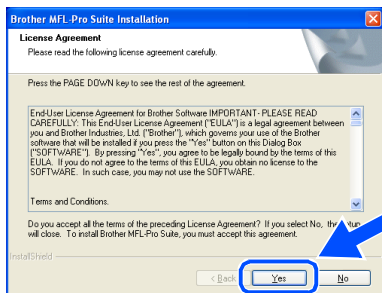 Brother MFL-Pro Suite Installation
License Agreement
Please read the following license agreement carefully.
Press the PAGE DOWN key to see the rest of the agreement.
End-User License Agreement for Brother Software IMPORTANT- PLEASE READ
CAREFULLY: This End-User License Agreement ("EULA") is a legal agreement between
you and Brother Industries, Ltd. ("Brother"), which governs your use of the Brother
software that will be installed if you press the "Yes" button on this Dialog Box
("SOFTWARE"). By pressing "Yes", you agree to be legally bound by the terms of this
EULA. If you do not agree to the terms of this EULA, you obtain no license to the
SOFTWARE. In such case, you may not use the SOFTWARE.
Terms and Conditions.
Do you accept all the terms of the preceding License Agreement? If you select No, the
will close. To install Brother MFL-Pro Suite, you must accept this agreement.
InstallShield
< Back
Yes
No